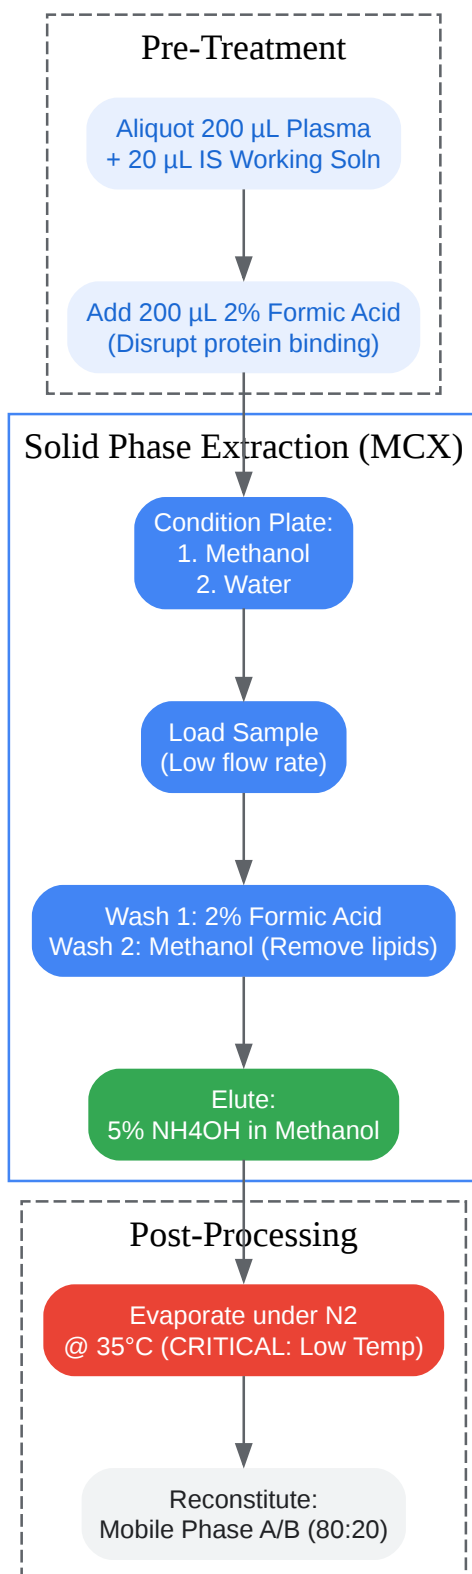 Pre-Treatment
Aliquot 200 µL Plasma
+ 20 µL IS Working Soln
Add 200 µL 2% Formic Acid
(Disrupt protein binding)
Solid Phase Extraction (MCX)
Condition Plate:
1. Methanol
2. Water
Load Sample
(Low flow rate)
Wash 1: 2% Formic Acid
Wash 2: Methanol (Remove lipids)
Elute:
5% NH4OH in Methanol
Post-Processing
Evaporate under N2
@ 35°C (CRITICAL: Low Temp)
Reconstitute:
Mobile Phase A/B (80:20)